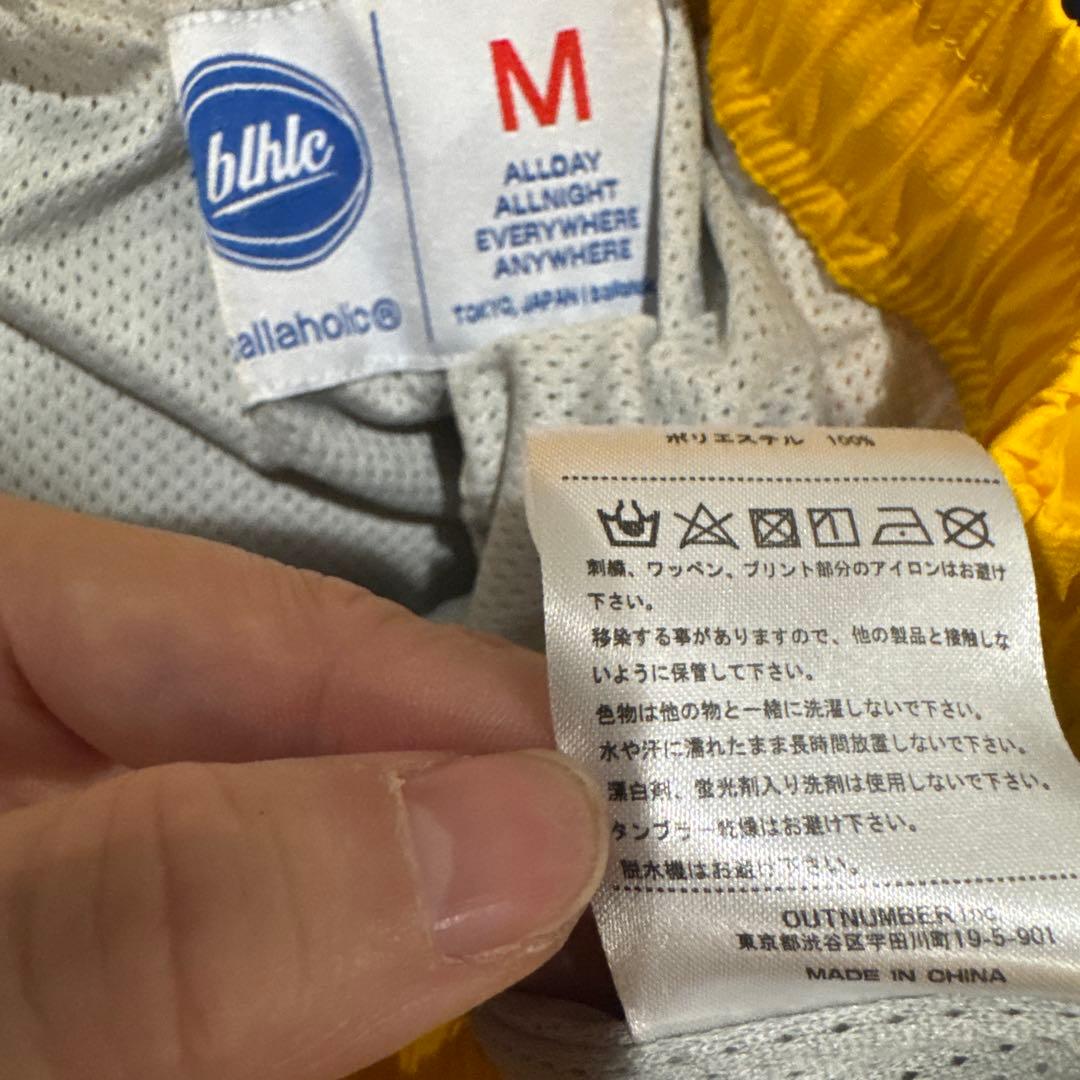 blhlc
allaholic®
M
ALLDAY
ALLNIGHT
EVERYWHERE
ANYWHERE
TOKYO, JAPAN |
ポリエステル 100%
刺繍、ワッペン、プリント部分のアイロンはお避け
下さい。
移染する事がありますので、他の製品と接触しな
いように保管して下さい。
色物は他の物と一緒に洗濯しないで下さい。
水や汗に濡れたまま長時間放置しないで下さい。
漂白剤、蛍光剤入り洗剤は使用しないで下さい。
タンブラー乾燥はお避け下さい。
脱水機はお避け下さい。
OUTNUMBER Inc.
東京都渋谷区宇田川町19-5-901
MADE IN CHINA